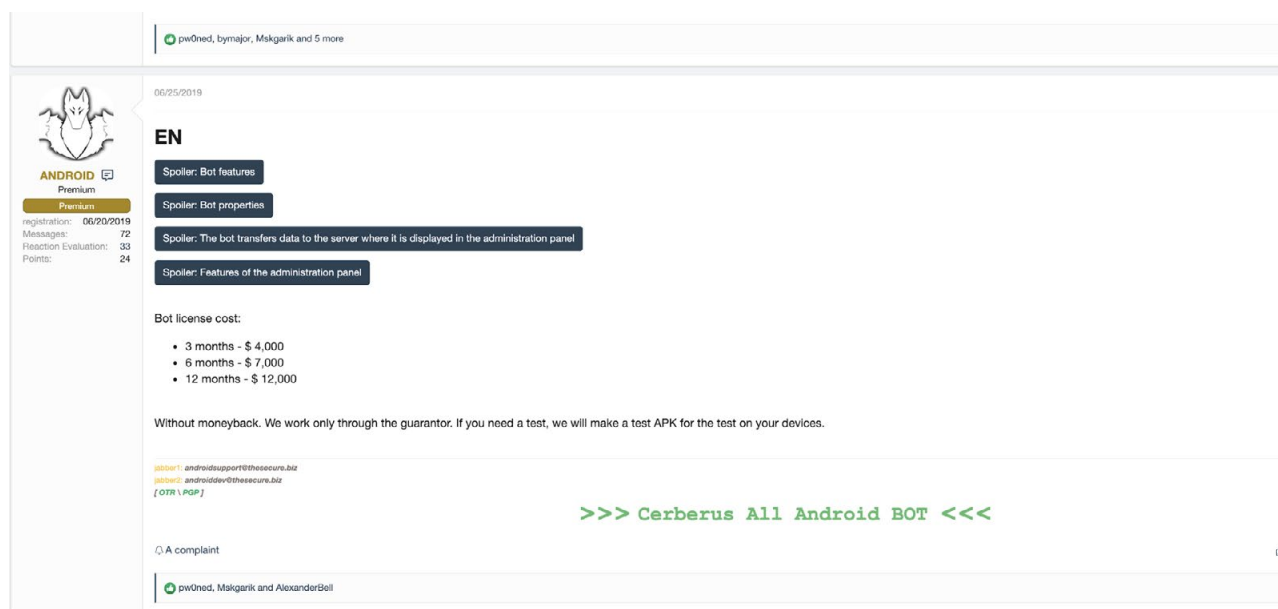 pw0ned, bymajor, Mskgarik and 5 more
06/25/2019
EN
ANDROID
Premium
Premium
registration: 06/20/2019
Messages: 72
Reaction Evaluation: 33
Points: 24
Spoiler: Bot features
Spoiler: Bot properties
Spoiler: The bot transfers data to the server where it is displayed in the administration panel
Spoiler: Features of the administration panel
Bot license cost:
• 3 months - $ 4,000
• 6 months - $ 7,000
• 12 months - $ 12,000
Without moneyback. We work only through the guarantor. If you need a test, we will make a test APK for the test on your devices.
jabber1: androidsupport@thesecure.biz
jabber2: androiddev@thesecure.biz
[ OTR \ PGP ]
>>> Cerberus All Android BOT <<<
A complaint
pw0ned, Mskgarik and AlexanderBell